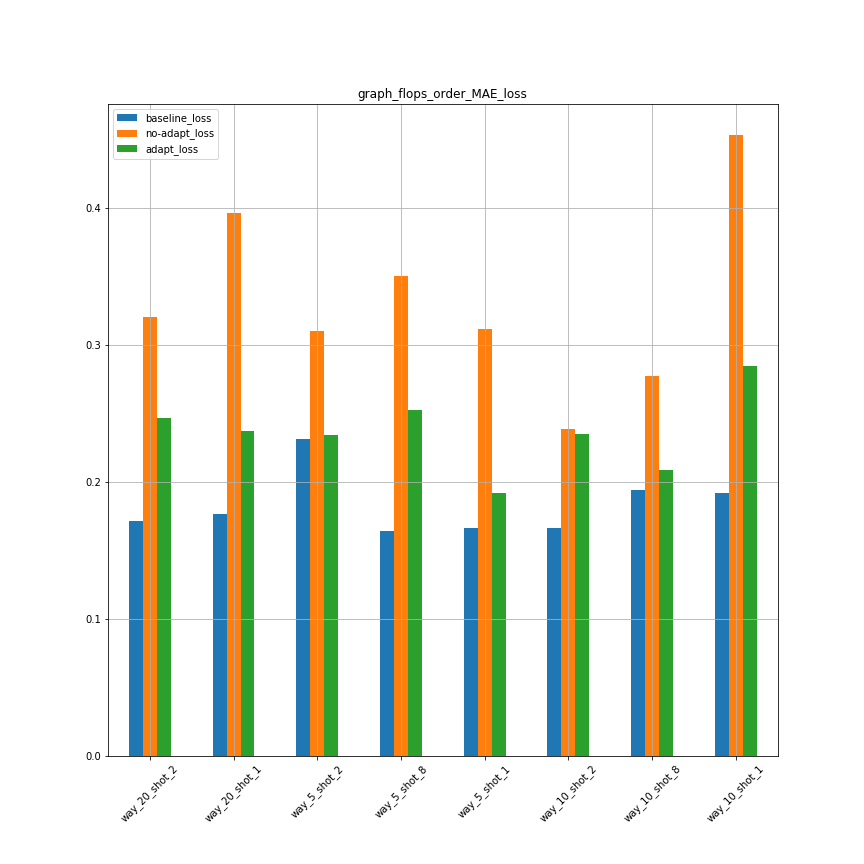 graph_flops_order_MAE_loss
baseline_loss
no-adapt_loss
adapt_loss
0.4
0.3
0.2
0.1
0.0
way_20_shot_2
way_20_shot_1
way_5_shot_2
way_5_shot_8
way_5_shot_1
way_10_shot_2
way_10_shot_8
way_10_shot_1